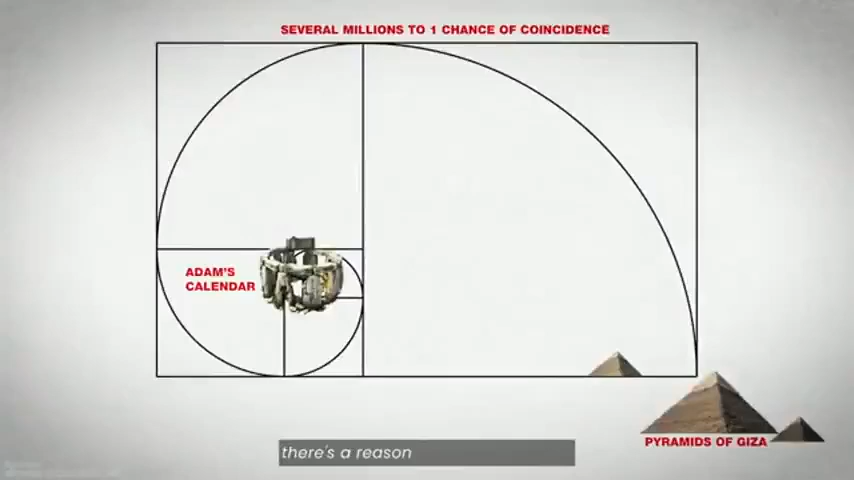 SEVERAL MILLIONS TO 1 CHANCE OF COINCIDENCE
ADAM'S
CALENDAR
PYRAMIDS OF GIZA
there's a reason